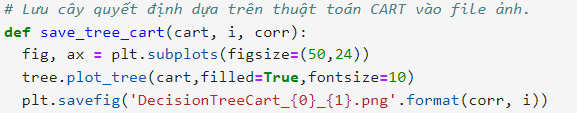 # Lưu cây quyết định dựa trên thuật toán CART vào file ảnh.
def save_tree_cart(cart, i, corr):
  fig, ax = plt.subplots(figsize=(50,24))
  tree.plot_tree(cart,filled=True,fontsize=10)
  plt.savefig('DecisionTreeCart_{0}_{1}.png'.format(corr, i))